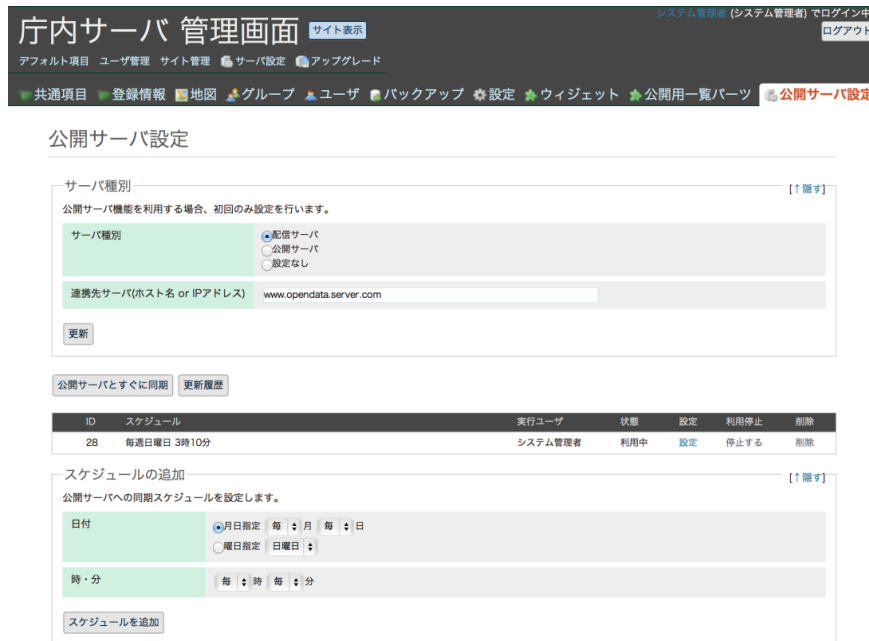 システム管理者 (システム管理者) でログイン中
庁内サーバ 管理画面 サイト表示
ログアウト
デフォルト項目 ユーザ管理 サイト管理 サーバ設定 アップグレード
共通項目 登録情報 地図 グループ ユーザ バックアップ 設定 ウィジェット 公開用一覧パーツ 公開サーバ設定
公開サーバ設定
サーバ種別 [↑隠す]
公開サーバ機能を利用する場合、初回のみ設定を行います。
サーバ種別 配信サーバ
公開サーバ
設定なし
連携先サーバ(ホスト名 or IPアドレス) www.opendata.server.com
更新
公開サーバとすぐに同期 更新履歴
ID スケジュール 実行ユーザ 状態 設定 利用停止 削除
28 毎週日曜日 3時10分 システム管理者 利用中 設定 停止する 削除
スケジュールの追加 [↑隠す]
公開サーバへの同期スケジュールを設定します。
日付 月日指定 毎 月 毎 日
曜日指定 日曜日
時・分 毎 時 毎 分
スケジュールを追加